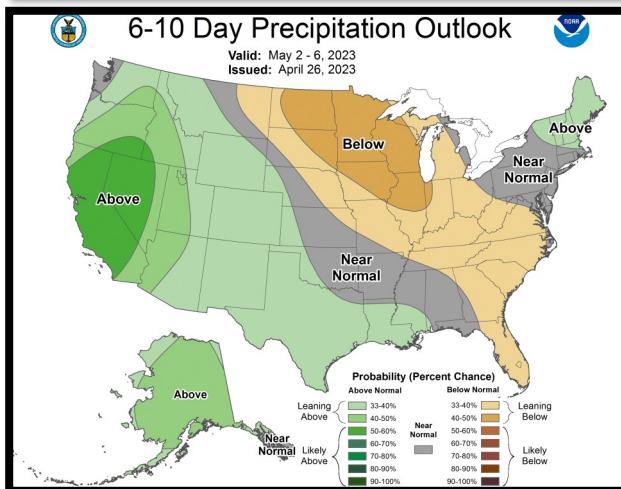 6-10 Day Precipitation Outlook
Valid: May 2 - 6, 2023
Issued: April 26, 2023
NOAA
Above
Below
Above
Near
Normal
Near
Normal
Above
Near
Normal
Probability (Percent Chance)
Above Normal
Below Normal
Leaning
Above
33-40%
40-50%
Likely
Above
50-60%
60-70%
70-80%
80-90%
90-100%
Near
Normal
33-40%
40-50%
Leaning
Below
50-60%
60-70%
70-80%
80-90%
90-100%
Likely
Below